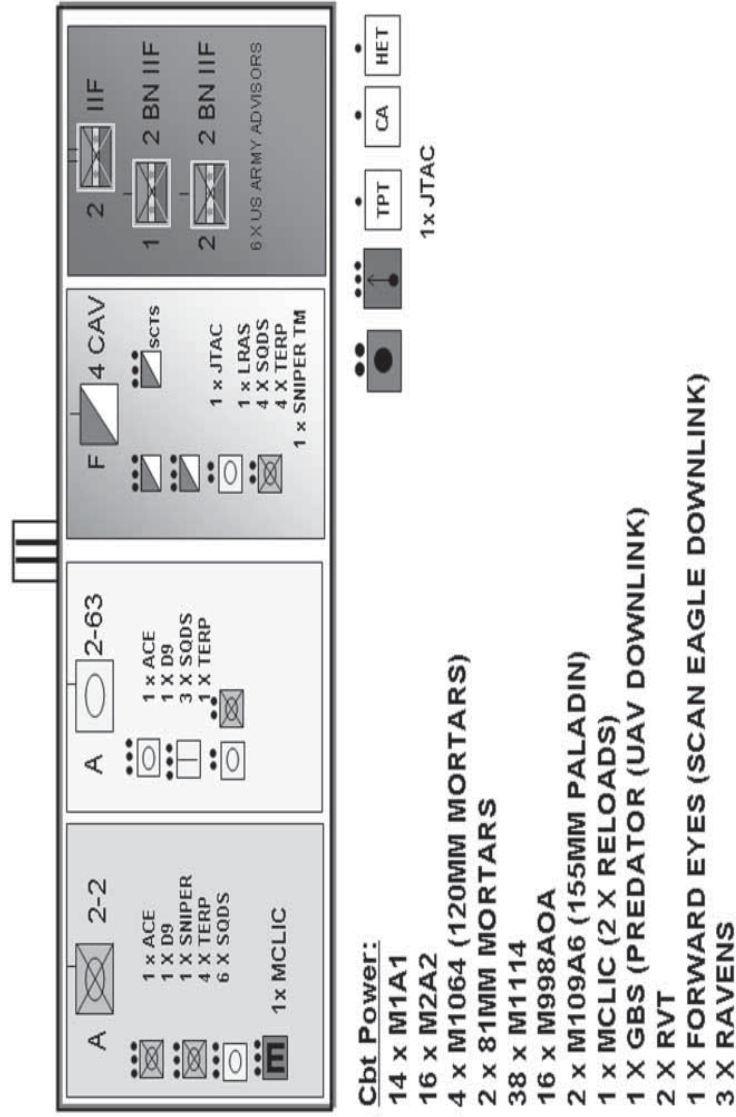 A 2-2
1 x ACE
1 X D9
1 X SNIPER
4 X TERP
6 X SQDS
E
1x MCLIC
A 2-63
1 x ACE
1 X D9
3 X SQDS
1 X TERP
F 4 CAV
SCTS
1 x JTAC
1 x LRAS
4 X SQDS
4 X TERP
1 x SNIPER TM
2 IIF
1 2 BN IIF
2 2 BN IIF
6 X US ARMY ADVISORS
TPT
CA
HET
1x JTAC
Cbt Power:
14 x M1A1
16 x M2A2
4 x M1064 (120MM MORTARS)
2 x 81MM MORTARS
38 x M1114
16 x M998AOA
2 x M109A6 (155MM PALADIN)
1 x MCLIC (2 X RELOADS)
1 X GBS (PREDATOR (UAV DOWNLINK)
2 X RVT
1 X FORWARD EYES (SCAN EAGLE DOWNLINK)
3 X RAVENS